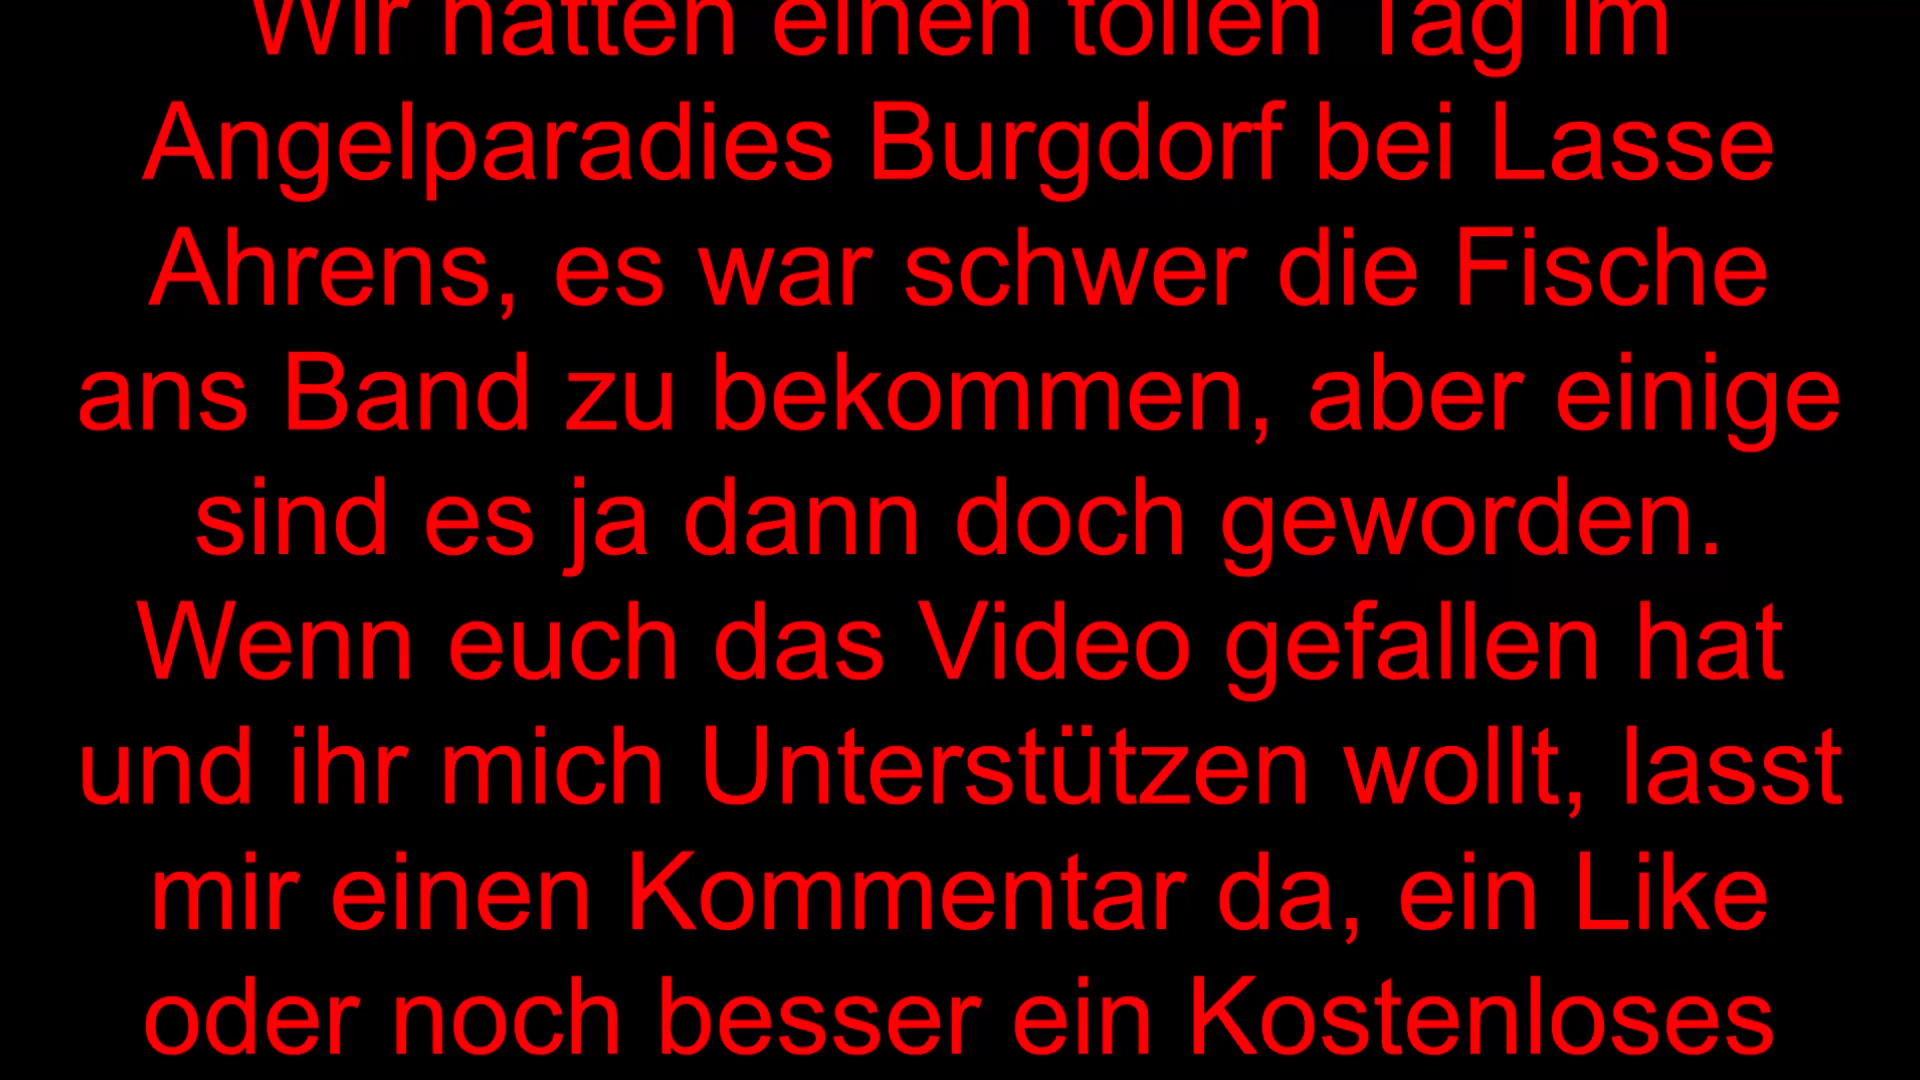 Wir hatten einen tollen Tag im
Angelparadies Burgdorf bei Lasse
Ahrens, es war schwer die Fische
ans Band zu bekommen, aber einige
sind es ja dann doch geworden.
Wenn euch das Video gefallen hat
und ihr mich Unterstützen wollt, lasst
mir einen Kommentar da, ein Like
oder noch besser ein Kostenloses